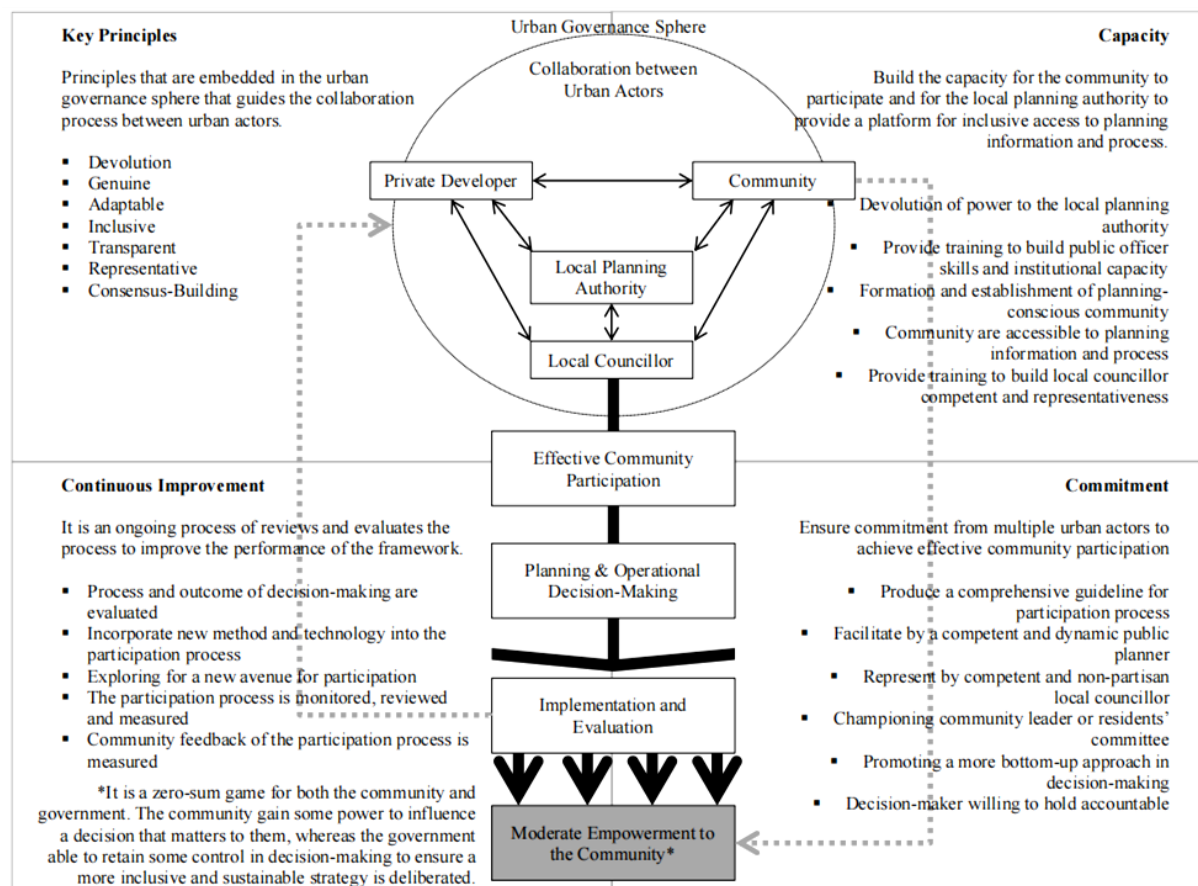 Urban Governance Sphere
Key Principles
Principles that are embedded in the urban
governance sphere that guides the collaboration
process between urban actors.
▪ Devolution
▪ Genuine
▪ Adaptable
▪ Inclusive
▪ Transparent
▪ Representative
▪ Consensus-Building
Collaboration between
Urban Actors
Private Developer
Community
Local Planning
Authority
Local Councillor
Capacity
Build the capacity for the community to
participate and for the local planning authority to
provide a platform for inclusive access to planning
information and process.
▪ Devolution of power to the local planning
authority
▪ Provide training to build public officer
skills and institutional capacity
▪ Formation and establishment of planning-
conscious community
▪ Community are accessible to planning
information and process
▪ Provide training to build local councillor
competent and representativeness
Effective Community
Participation
Planning & Operational
Decision-Making
Implementation and
Evaluation
Moderate Empowerment to
the Community*
Continuous Improvement
It is an ongoing process of reviews and evaluates the
process to improve the performance of the framework.
▪ Process and outcome of decision-making are
evaluated
▪ Incorporate new method and technology into the
participation process
▪ Exploring for a new avenue for participation
▪ The participation process is monitored, reviewed
and measured
▪ Community feedback of the participation process is
measured
*It is a zero-sum game for both the community and
government. The community gain some power to influence
a decision that matters to them, whereas the government
able to retain some control in decision-making to ensure a
more inclusive and sustainable strategy is deliberated.
Commitment
Ensure commitment from multiple urban actors to
achieve effective community participation
▪ Produce a comprehensive guideline for
participation process
▪ Facilitate by a competent and dynamic public
planner
▪ Represent by competent and non-partisan
local councillor
▪ Championing community leader or residents’
committee
▪ Promoting a more bottom-up approach in
decision-making
▪ Decision-maker willing to hold accountable